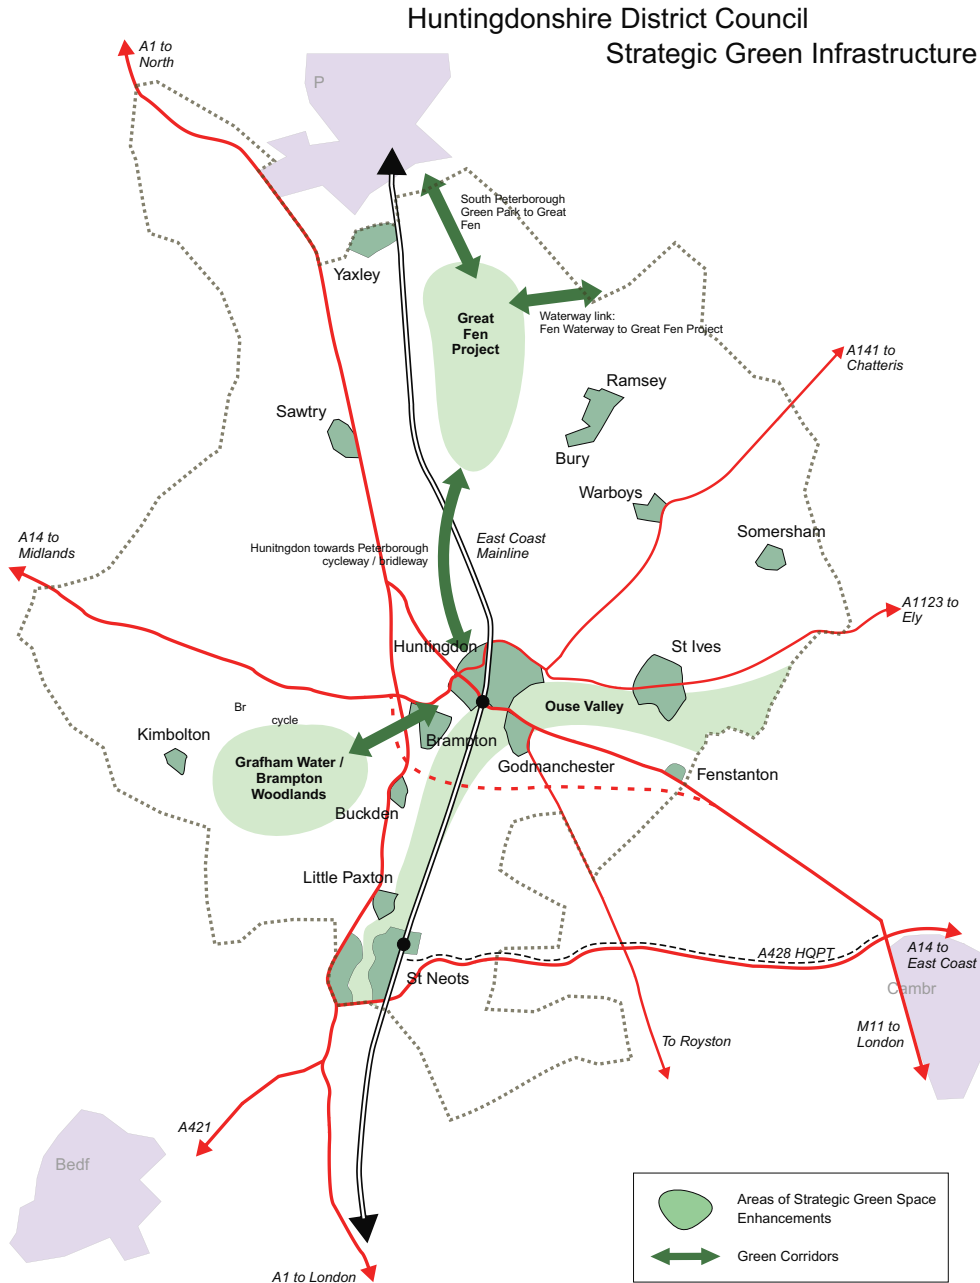 Huntingdonshire District Council
Strategic Green Infrastructure
A1 to
North
P
South Peterborough
Green Park to Great
Fen
Yaxley
Great
Fen
Project
Waterway link:
Fen Waterway to Great Fen Project
A141 to
Chatteris
Ramsey
Sawtry
Bury
Warboys
Somersham
A14 to
Midlands
East Coast
Mainline
Hunitngdon towards Peterborough
cycleway / bridleway
A1123 to
Ely
Huntingdon
St Ives
Ouse Valley
Br
cycle
Kimbolton
Brampton
Grafham Water /
Brampton
Woodlands
Godmanchester
Fenstanton
Buckden
Little Paxton
A428 HQPT
A14 to
East Coast
St Neots
Cambr
M11 to
London
To Royston
A421
Bedf
Areas of Strategic Green Space
Enhancements
Green Corridors
A1 to London